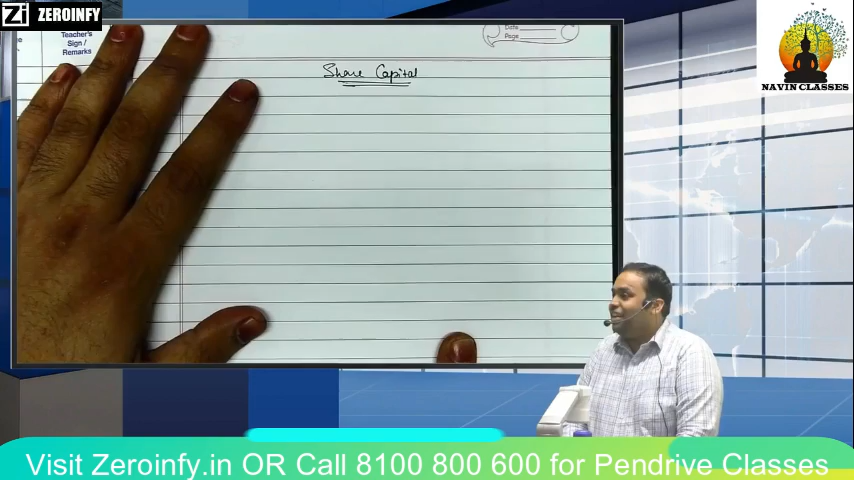 Zi ZEROINFY
Teacher's
Sign /
Remarks
Date
Page
Share Capital
NAVIN CLASSES
Visit Zeroinfy.in OR Call 8100 800 600 for Pendrive Classes